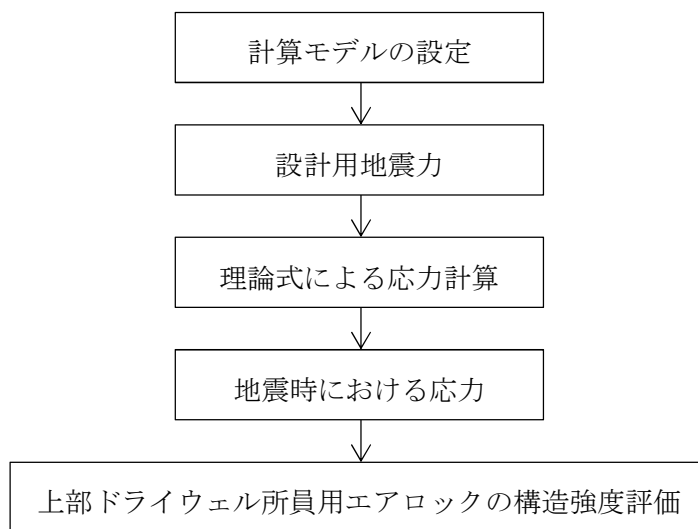 計算モデルの設定
設計用地震力
理論式による応力計算
地震時における応力
上部ドライウェル所員用エアロックの構造強度評価